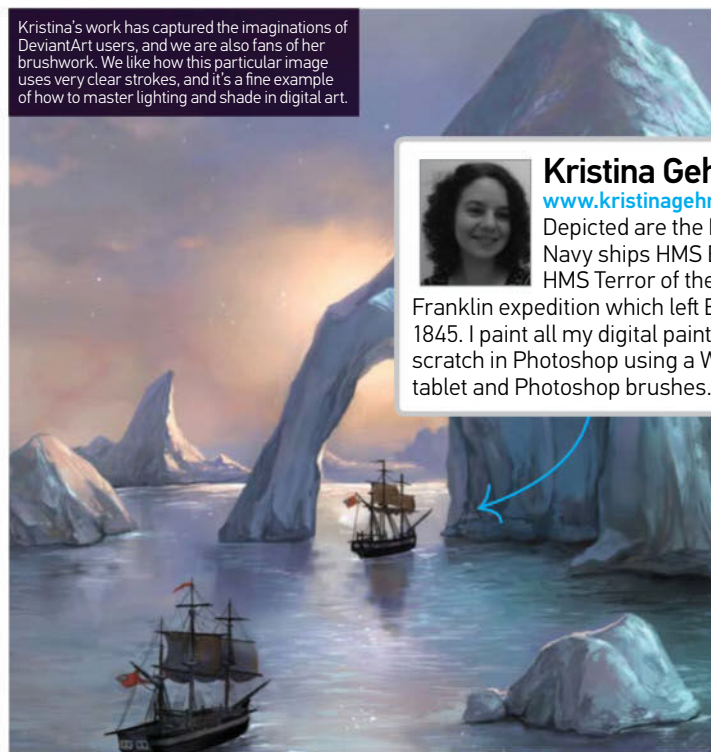 Kristina's work has captured the imaginations of
DeviantArt users, and we are also fans of her
brushwork. We like how this particular image
uses very clear strokes, and it's a fine example
of how to master lighting and shade in digital art.
Kristina
www.kristinagehr
Depicted are the
Navy ships HMS
HMS Terror of the
Franklin expedition which left
1845. I paint all my digital
scratch in Photoshop using a
tablet and Photoshop brushes.